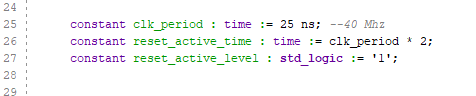 24
25 constant clk_period : time := 25 ns; --40 Mhz
26 constant reset_active_time : time := clk_period * 2;
27 constant reset_active_level : std_logic := '1';
28
29